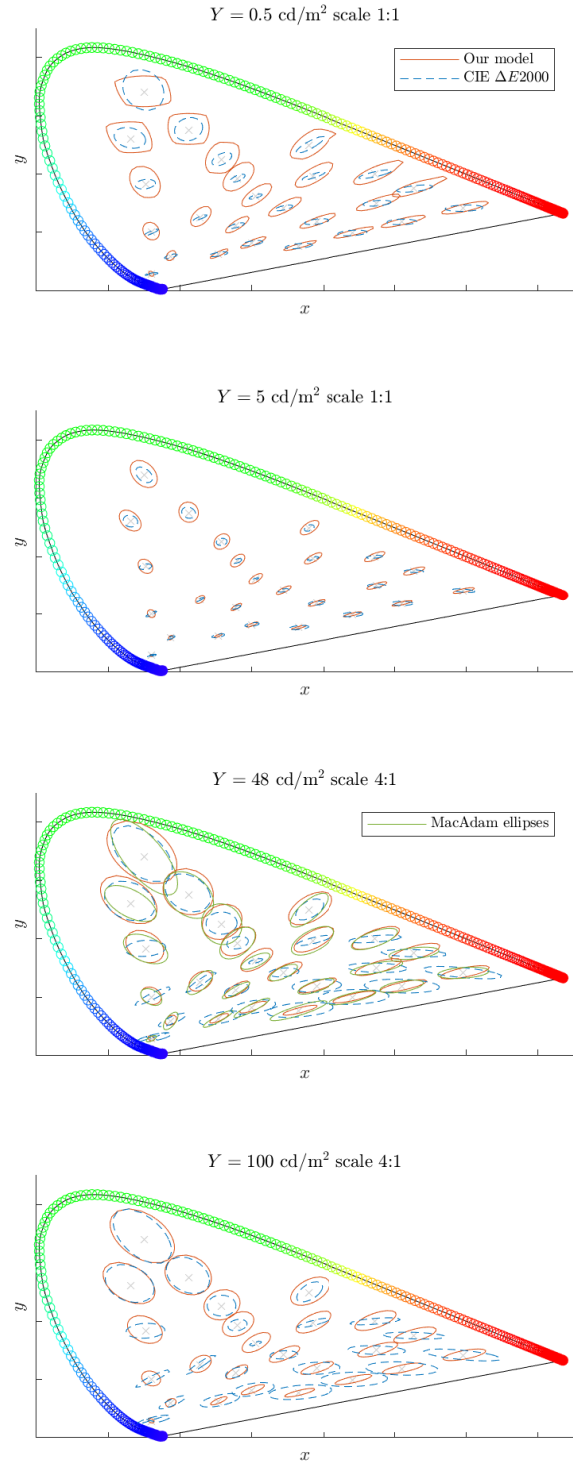 Y = 0.5 cd/m² scale 1:1
Our model
CIE ΔE2000
y
x
Y = 5 cd/m² scale 1:1
y
x
Y = 48 cd/m² scale 4:1
MacAdam ellipses
y
x
Y = 100 cd/m² scale 4:1
y
x